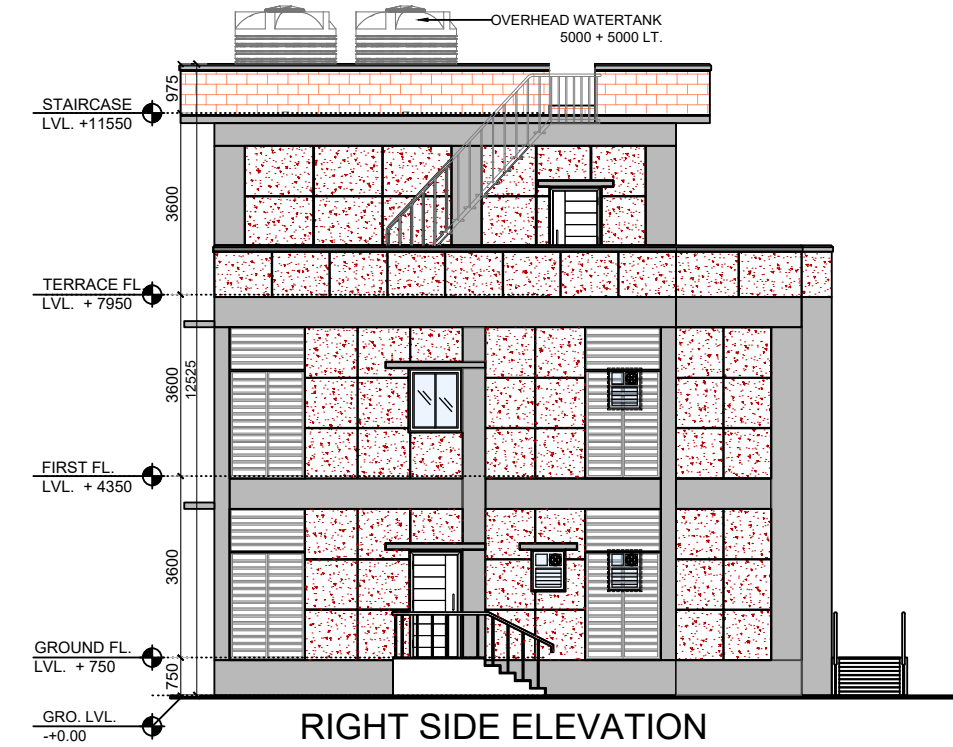 OVERHEAD WATERTANK
5000 + 5000 LT.
975
STAIRCASE
LVL. +11550
3600
TERRACE FL.
LVL. + 7950
3600
12525
FIRST FL.
LVL. + 4350
3600
GROUND FL.
LVL. + 750
750
GRO. LVL.
-+0.00
RIGHT SIDE ELEVATION